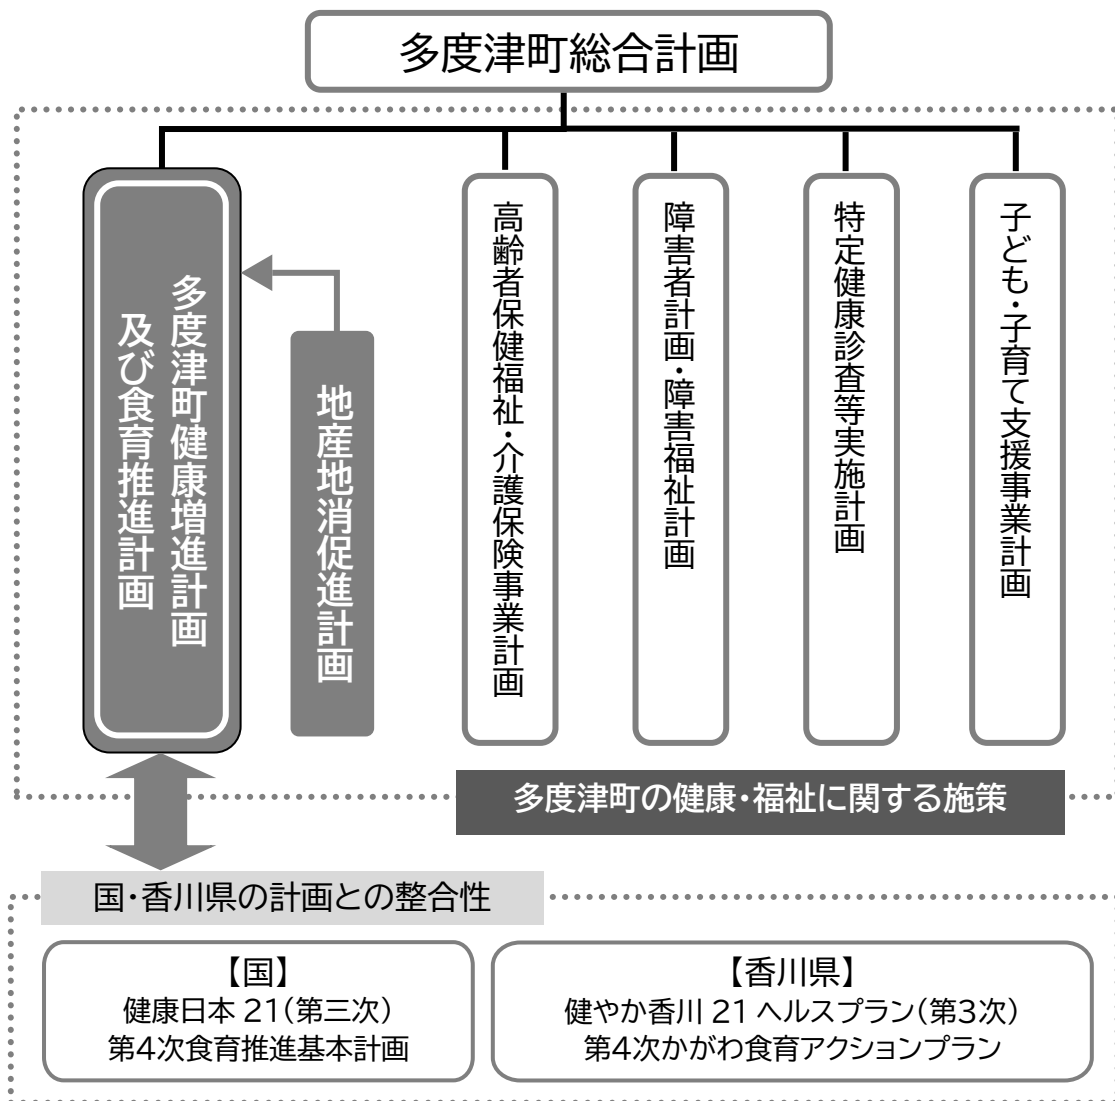 多度津町総合計画
多度津町健康増進計画
及び食育推進計画
地産地消促進計画
高齢者保健福祉・介護保険事業計画
障害者計画・障害福祉計画
特定健康診査等実施計画
子ども・子育て支援事業計画
多度津町の健康・福祉に関する施策
国・香川県の計画との整合性
【国】
健康日本 21(第三次)
第4次食育推進基本計画
【香川県】
健やか香川 21 ヘルスプラン(第3次)
第4次かがわ食育アクションプラン